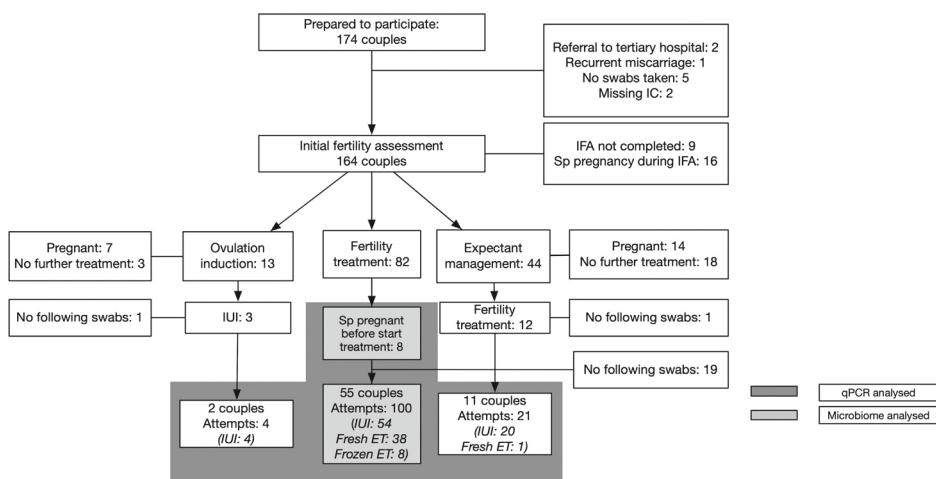 Prepared to participate:
174 couples
Referral to tertiary hospital: 2
Recurrent miscarriage: 1
No swabs taken: 5
Missing IC: 2
Initial fertility assessment
164 couples
IFA not completed: 9
Sp pregnancy during IFA: 16
Pregnant: 7
No further treatment: 3
Ovulation
induction: 13
Fertility
treatment: 82
Expectant
management: 44
Pregnant: 14
No further treatment: 18
No following swabs: 1
IUI: 3
Sp pregnant
before start
treatment: 8
Fertility
treatment: 12
No following swabs: 1
No following swabs: 19
2 couples
Attempts: 4
(IUI: 4)
55 couples
Attempts: 100
(IUI: 54
Fresh ET: 38
Frozen ET: 8)
11 couples
Attempts: 21
(IUI: 20
Fresh ET: 1)
qPCR analysed
Microbiome analysed